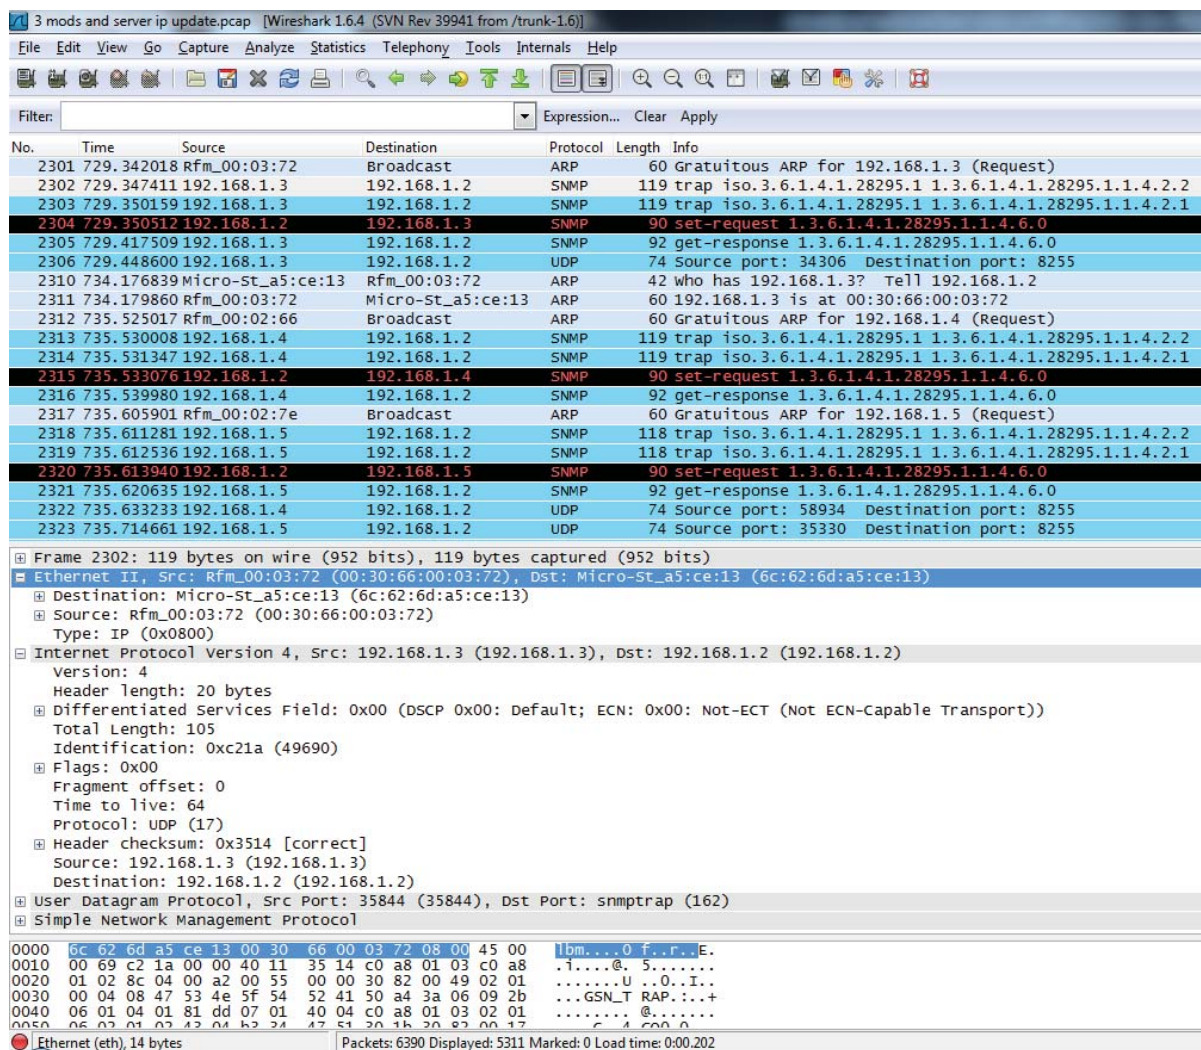 3 mods and server ip update.pcap [Wireshark 1.6.4 (SVN Rev 39941 from /trunk-1.6)]
File Edit View Go Capture Analyze Statistics Telephony Tools Internals Help
Filter: Expression... Clear Apply
No. Time Source Destination Protocol Length Info
2301 729.342018 Rfm_00:03:72 Broadcast ARP 60 Gratuitous ARP for 192.168.1.3 (Request)
2302 729.347411 192.168.1.3 192.168.1.2 SNMP 119 trap iso.3.6.1.4.1.28295.1 1.3.6.1.4.1.28295.1.1.4.2.2
2303 729.350159 192.168.1.3 192.168.1.2 SNMP 119 trap iso.3.6.1.4.1.28295.1 1.3.6.1.4.1.28295.1.1.4.2.1
2304 729.350512 192.168.1.2 192.168.1.3 SNMP 90 set-request 1.3.6.1.4.1.28295.1.1.4.6.0
2305 729.417509 192.168.1.3 192.168.1.2 SNMP 92 get-response 1.3.6.1.4.1.28295.1.1.4.6.0
2306 729.448600 192.168.1.3 192.168.1.2 UDP 74 Source port: 34306 Destination port: 8255
2310 734.176839 Micro-St_a5:ce:13 Rfm_00:03:72 ARP 42 Who has 192.168.1.3? Tell 192.168.1.2
2311 734.179860 Rfm_00:03:72 Micro-St_a5:ce:13 ARP 60 192.168.1.3 is at 00:30:66:00:03:72
2312 735.525017 Rfm_00:02:66 Broadcast ARP 60 Gratuitous ARP for 192.168.1.4 (Request)
2313 735.530008 192.168.1.4 192.168.1.2 SNMP 119 trap iso.3.6.1.4.1.28295.1 1.3.6.1.4.1.28295.1.1.4.2.2
2314 735.531347 192.168.1.4 192.168.1.2 SNMP 119 trap iso.3.6.1.4.1.28295.1 1.3.6.1.4.1.28295.1.1.4.2.1
2315 735.533076 192.168.1.2 192.168.1.4 SNMP 90 set-request 1.3.6.1.4.1.28295.1.1.4.6.0
2316 735.539980 192.168.1.4 192.168.1.2 SNMP 92 get-response 1.3.6.1.4.1.28295.1.1.4.6.0
2317 735.605901 Rfm_00:02:7e Broadcast ARP 60 Gratuitous ARP for 192.168.1.5 (Request)
2318 735.611281 192.168.1.5 192.168.1.2 SNMP 118 trap iso.3.6.1.4.1.28295.1 1.3.6.1.4.1.28295.1.1.4.2.2
2319 735.612536 192.168.1.5 192.168.1.2 SNMP 118 trap iso.3.6.1.4.1.28295.1 1.3.6.1.4.1.28295.1.1.4.2.1
2320 735.613940 192.168.1.2 192.168.1.5 SNMP 90 set-request 1.3.6.1.4.1.28295.1.1.4.6.0
2321 735.620635 192.168.1.5 192.168.1.2 SNMP 92 get-response 1.3.6.1.4.1.28295.1.1.4.6.0
2322 735.633233 192.168.1.4 192.168.1.2 UDP 74 Source port: 58934 Destination port: 8255
2323 735.714661 192.168.1.5 192.168.1.2 UDP 74 Source port: 35330 Destination port: 8255
Frame 2302: 119 bytes on wire (952 bits), 119 bytes captured (952 bits)
Ethernet II, Src: Rfm_00:03:72 (00:30:66:00:03:72), Dst: Micro-St_a5:ce:13 (6c:62:6d:a5:ce:13)
Destination: Micro-St_a5:ce:13 (6c:62:6d:a5:ce:13)
Source: Rfm_00:03:72 (00:30:66:00:03:72)
Type: IP (0x0800)
Internet Protocol Version 4, Src: 192.168.1.3 (192.168.1.3), Dst: 192.168.1.2 (192.168.1.2)
Version: 4
Header length: 20 bytes
Differentiated Services Field: 0x00 (DSCP 0x00: Default; ECN: 0x00: Not-ECT (Not ECN-Capable Transport))
Total Length: 105
Identification: 0xc21a (49690)
Flags: 0x00
Fragment offset: 0
Time to live: 64
Protocol: UDP (17)
Header checksum: 0x3514 [correct]
Source: 192.168.1.3 (192.168.1.3)
Destination: 192.168.1.2 (192.168.1.2)
User Datagram Protocol, Src Port: 35844 (35844), Dst Port: snmptrap (162)
Simple Network Management Protocol
0000 6c 62 6d a5 ce 13 00 30 66 00 03 72 08 00 45 00 lbm....0 f..r..E.
0010 00 69 c2 1a 00 00 40 11 35 14 c0 a8 01 03 c0 a8 .i....@. 5.......
0020 01 02 8c 04 00 a2 00 55 00 00 30 82 00 49 02 01 .......U ..0..I..
0030 00 04 08 47 53 4e 5f 54 52 41 50 a4 3a 06 09 2b ...GSN_T RAP.:..+
0040 06 01 04 01 81 dd 07 01 40 04 c0 a8 01 03 02 01 ........ @.......
Ethernet (eth), 14 bytes Packets: 6390 Displayed: 5311 Marked: 0 Load time: 0:00.202